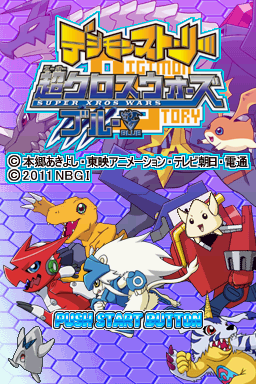 デジモンストーリー
DIGIMON
STORY
超クロスウォーズ
SUPER XROS WARS
ブルー
BLUE
© 本郷あきよし・東映アニメーション・テレビ朝日・電通
© 2011 NBGI
PUSH START BUTTON